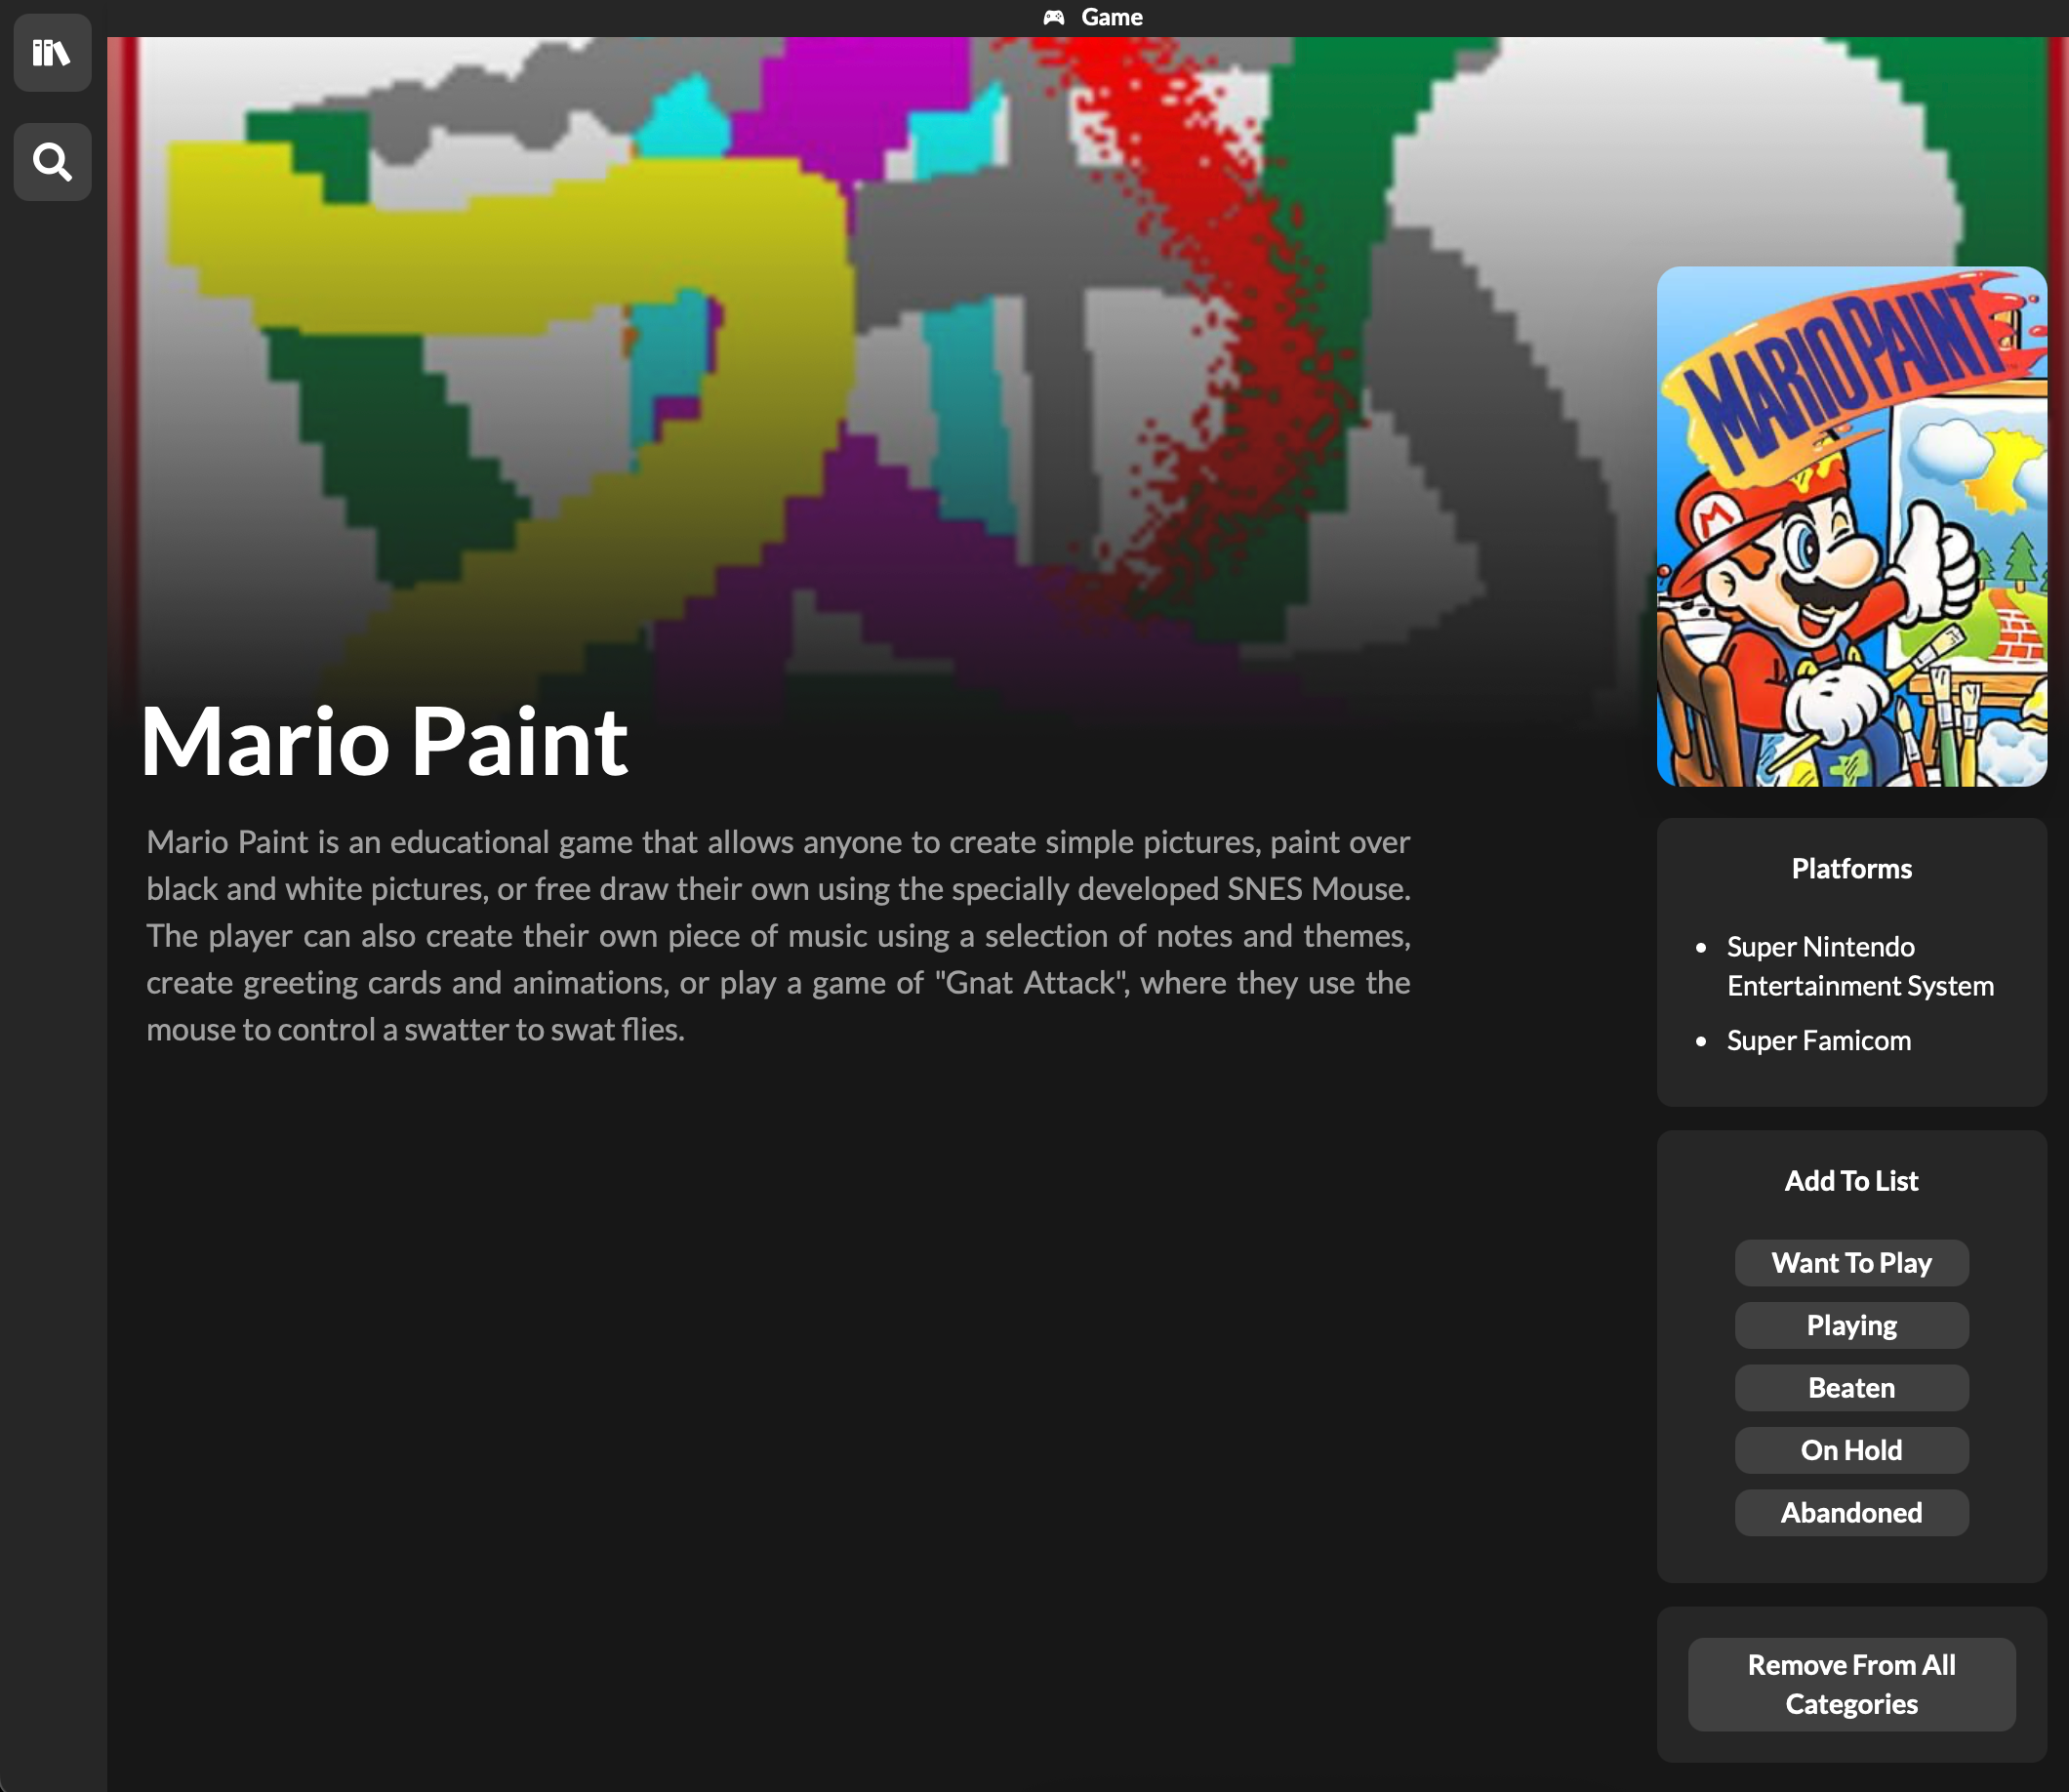 Game
MARIO PAINT
Mario Paint
Mario Paint is an educational game that allows anyone to create simple pictures, paint over
black and white pictures, or free draw their own using the specially developed SNES Mouse.
The player can also create their own piece of music using a selection of notes and themes,
create greeting cards and animations, or play a game of "Gnat Attack", where they use the
mouse to control a swatter to swat flies.
M
Platforms
Super Nintendo
Entertainment System
Super Famicom
Add To List
Want To Play
Playing
Beaten
On Hold
Abandoned
Remove From All
Categories